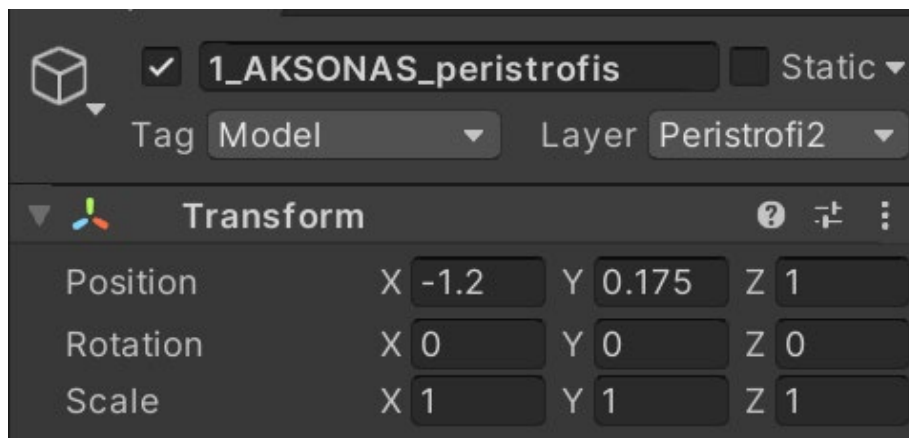 1_AKSONAS_peristrofis Static
Tag Model Layer Peristrofi2
Transform
Position X -1.2 Y 0.175 Z 1
Rotation X 0 Y 0 Z 0
Scale X 1 Y 1 Z 1